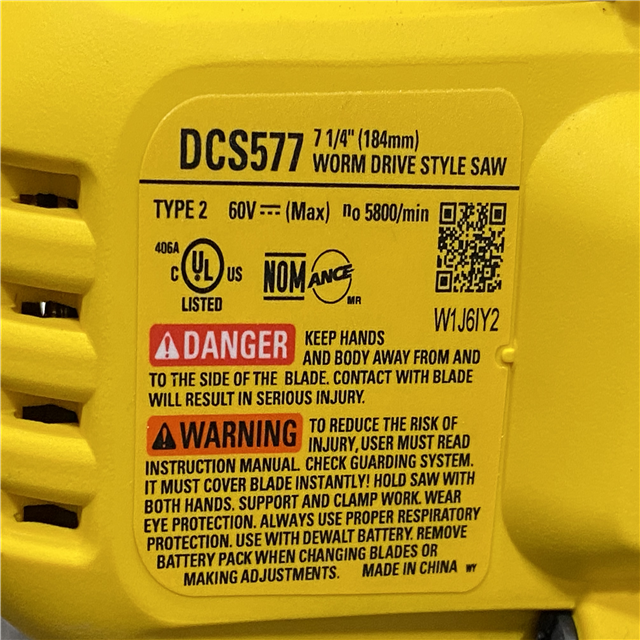 DCS577 7 1/4" (184mm)
WORM DRIVE STYLE SAW
TYPE 2 60V⎓(Max) no 5800/min
406A
C UL US
LISTED
NOM ANCE
MR
W1J6IY2
DANGER KEEP HANDS
AND BODY AWAY FROM AND
TO THE SIDE OF THE BLADE. CONTACT WITH BLADE
WILL RESULT IN SERIOUS INJURY.
WARNING TO REDUCE THE RISK OF
INJURY, USER MUST READ
INSTRUCTION MANUAL. CHECK GUARDING SYSTEM.
IT MUST COVER BLADE INSTANTLY! HOLD SAW WITH
BOTH HANDS. SUPPORT AND CLAMP WORK. WEAR
EYE PROTECTION. ALWAYS USE PROPER RESPIRATORY
PROTECTION. USE WITH DEWALT BATTERY. REMOVE
BATTERY PACK WHEN CHANGING BLADES OR
MAKING ADJUSTMENTS. MADE IN CHINA WY